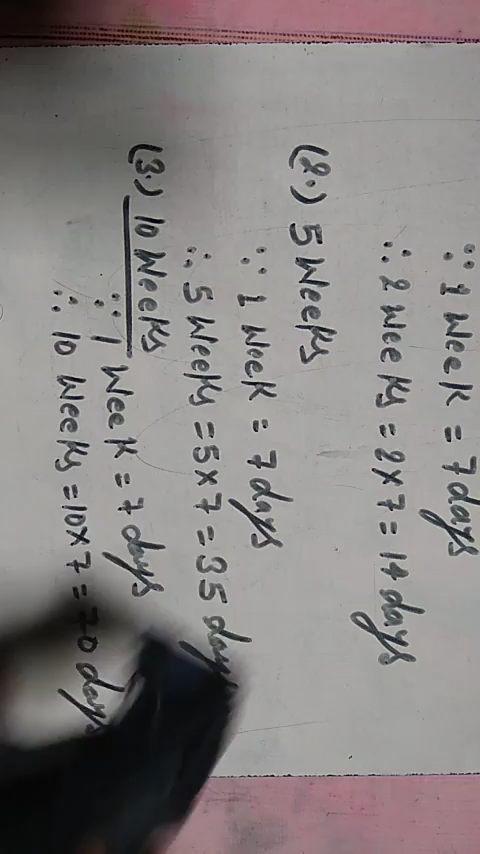 ∵ 1 Week = 7 days
∴ 2 Weeks = 2 x 7 = 14 days
(2.) 5 Weeks
∵ 1 Week = 7 days
∴ 5 Weeks = 5 x 7 = 35 days
(3.) 10 Weeks
∵ 1 Week = 7 days
∴ 10 Weeks = 10 x 7 = 70 days